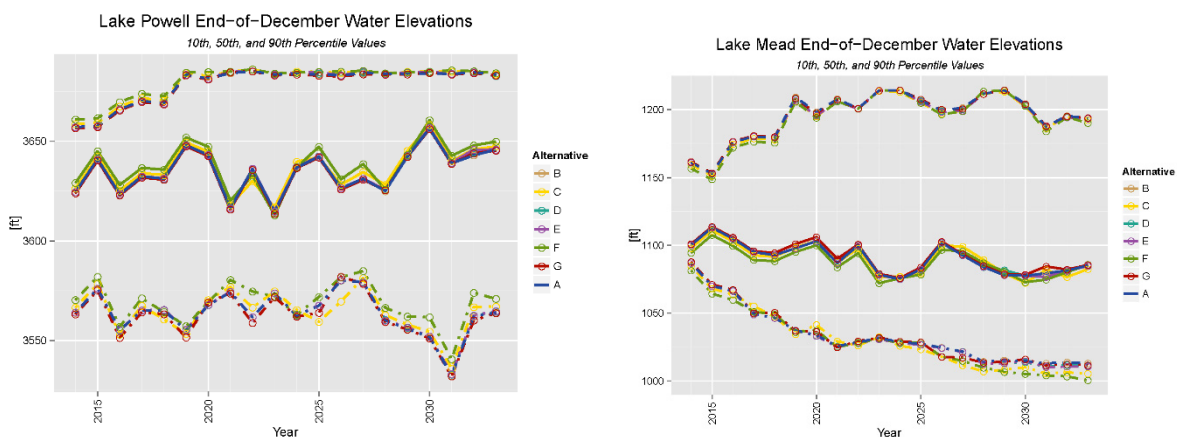 Lake Powell End-of-December Water Elevations
10th, 50th, and 90th Percentile Values
3650
3600
3550
[ft]
2015
2020
2025
2030
Year
Alternative
B
C
D
E
F
G
A
Lake Mead End-of-December Water Elevations
10th, 50th, and 90th Percentile Values
1200
1150
1100
1050
1000
[ft]
2015
2020
2025
2030
Year
Alternative
B
C
D
E
F
G
A